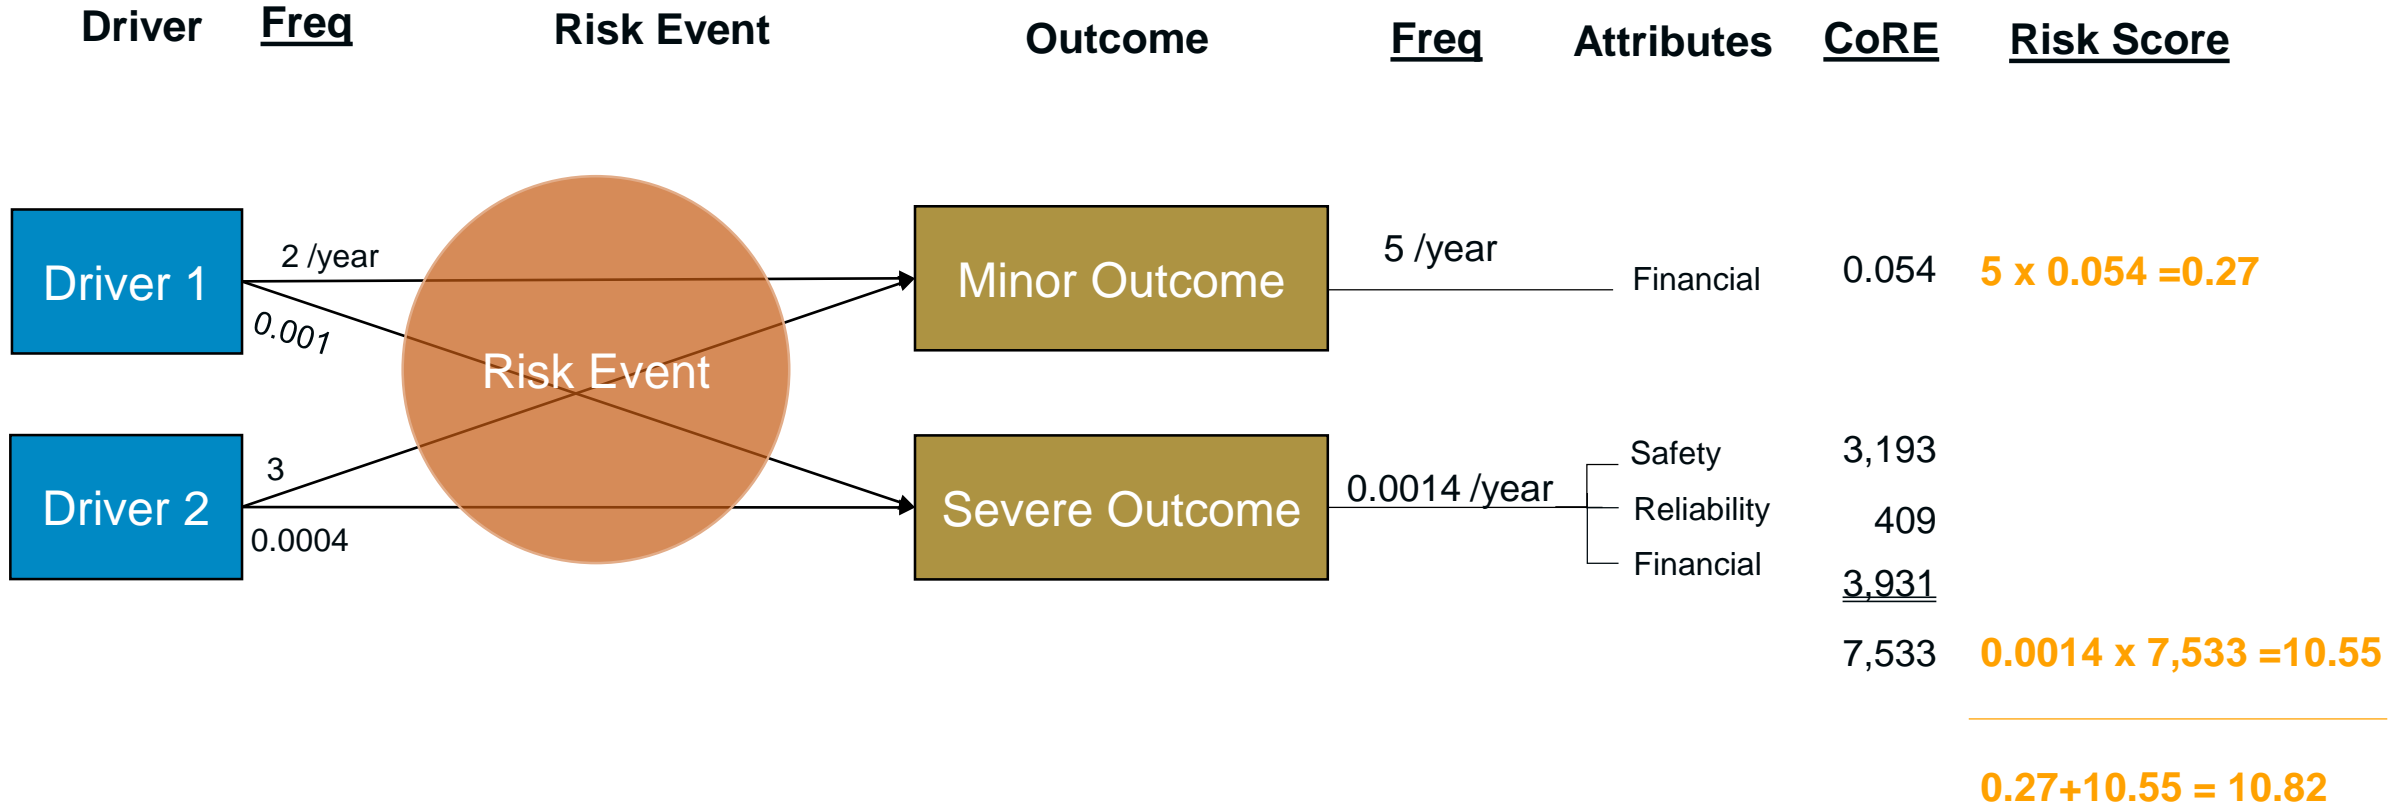 Driver Freq Risk Event Outcome Freq Attributes CoRE Risk Score
Driver 1
2 /year
0.001
Risk Event
Minor Outcome
5 /year
Financial
0.054
5 x 0.054 =0.27
Driver 2
3
0.0004
Severe Outcome
0.0014 /year
Safety
3,193
Reliability
409
Financial
3,931
7,533
0.0014 x 7,533 =10.55
0.27+10.55 = 10.82